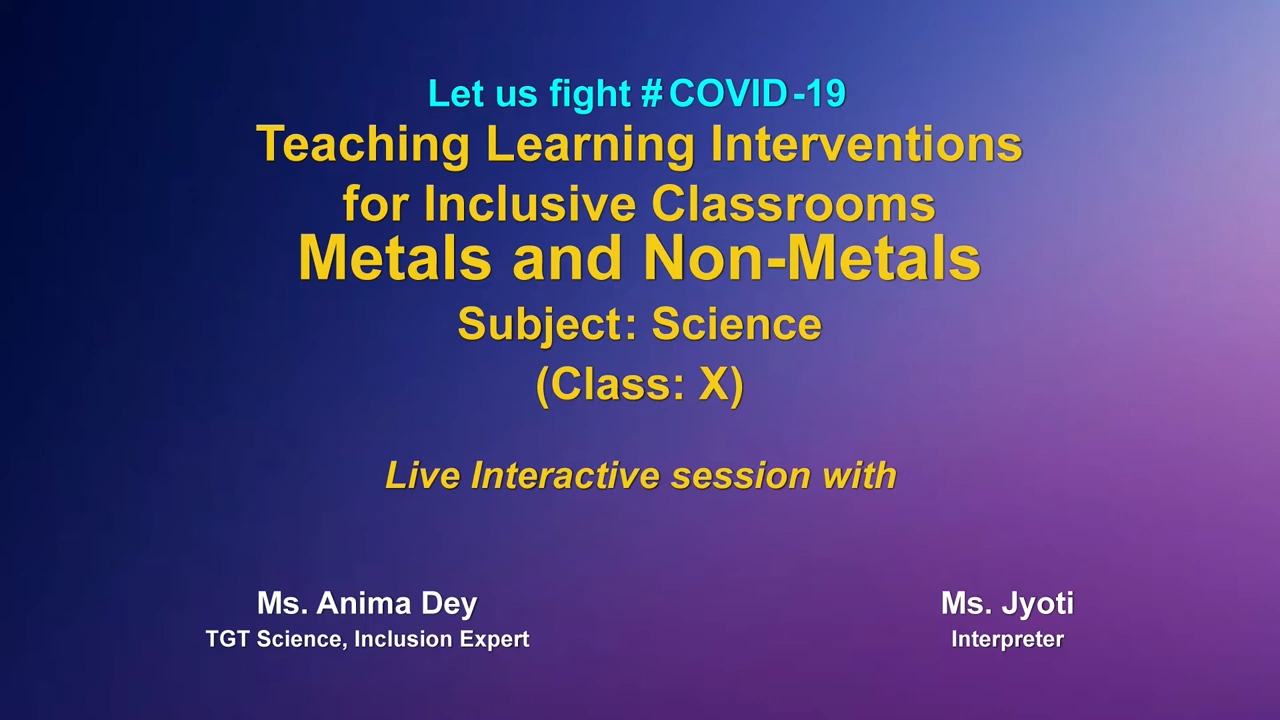 Let us fight #COVID-19
Teaching Learning Interventions
for Inclusive Classrooms
Metals and Non-Metals
Subject: Science
(Class: X)
Live Interactive session with
Ms. Anima Dey
TGT Science, Inclusion Expert
Ms. Jyoti
Interpreter